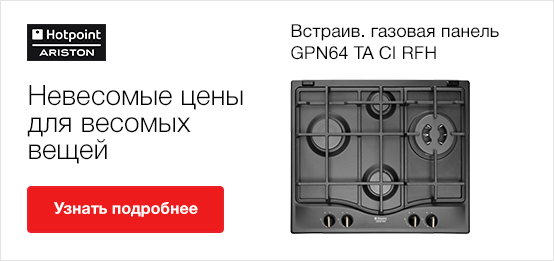 Hotpoint
ARISTON
Невесомые цены
для весомых
вещей
Узнать подробнее
Встраив. газовая панель
GPN64 TA CI RFH